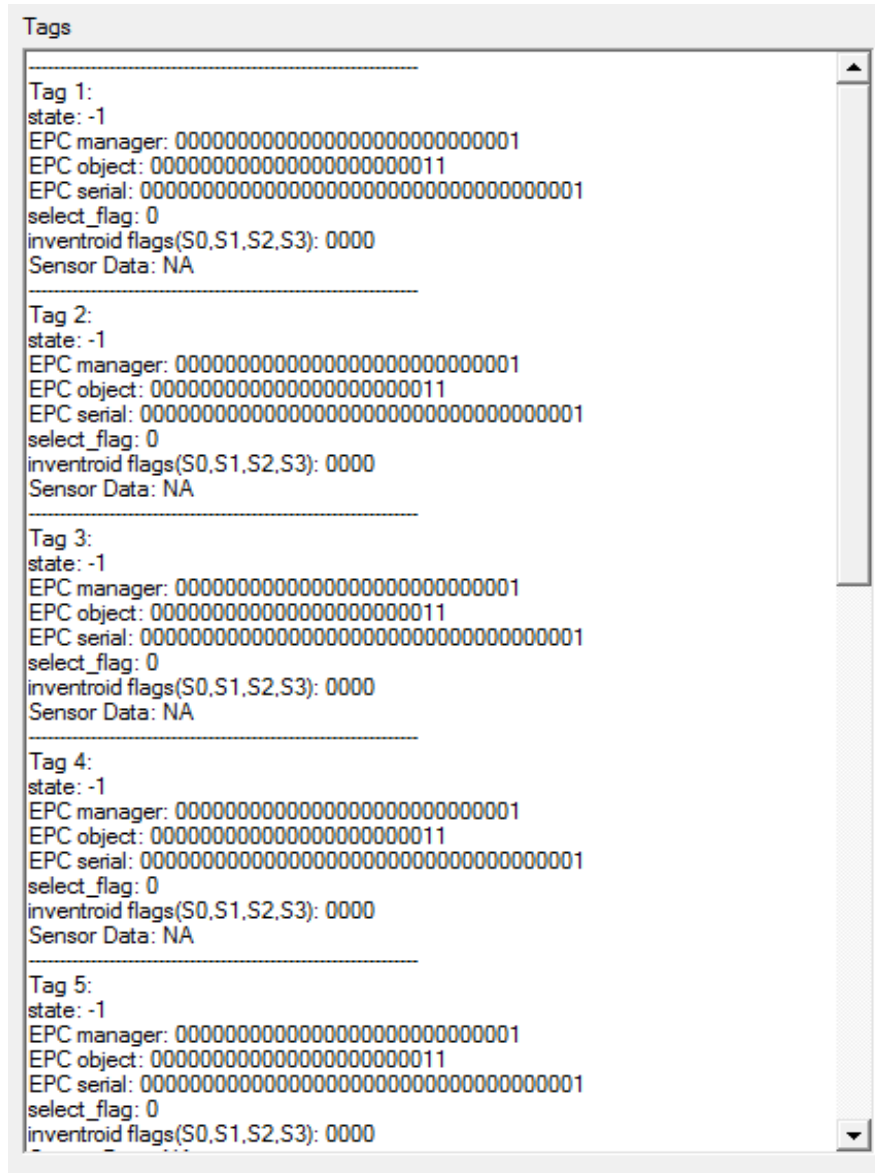 Tags
Tag 1:
state: -1
EPC manager: 0000000000000000000000000001
EPC object: 000000000000000000000011
EPC serial: 000000000000000000000000000000000001
select_flag: 0
inventroid flags(S0,S1,S2,S3): 0000
Sensor Data: NA
Tag 2:
state: -1
EPC manager: 0000000000000000000000000001
EPC object: 000000000000000000000011
EPC serial: 000000000000000000000000000000000001
select_flag: 0
inventroid flags(S0,S1,S2,S3): 0000
Sensor Data: NA
Tag 3:
state: -1
EPC manager: 0000000000000000000000000001
EPC object: 000000000000000000000011
EPC serial: 000000000000000000000000000000000001
select_flag: 0
inventroid flags(S0,S1,S2,S3): 0000
Sensor Data: NA
Tag 4:
state: -1
EPC manager: 0000000000000000000000000001
EPC object: 000000000000000000000011
EPC serial: 000000000000000000000000000000000001
select_flag: 0
inventroid flags(S0,S1,S2,S3): 0000
Sensor Data: NA
Tag 5:
state: -1
EPC manager: 0000000000000000000000000001
EPC object: 000000000000000000000011
EPC serial: 000000000000000000000000000000000001
select_flag: 0
inventroid flags(S0,S1,S2,S3): 0000